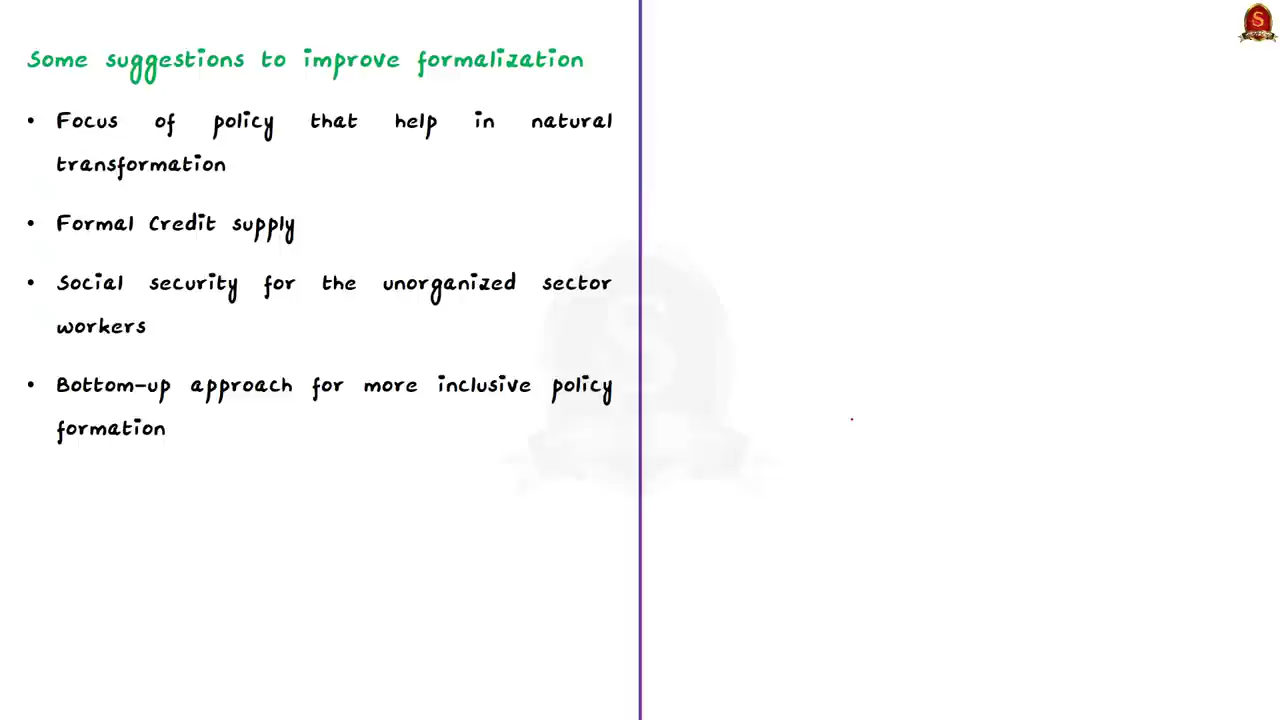 Some suggestions to improve formalization
• Focus of policy that help in natural
transformation
• Formal Credit supply
• Social security for the unorganized sector
workers
• Bottom-up approach for more inclusive policy
formation
S
S